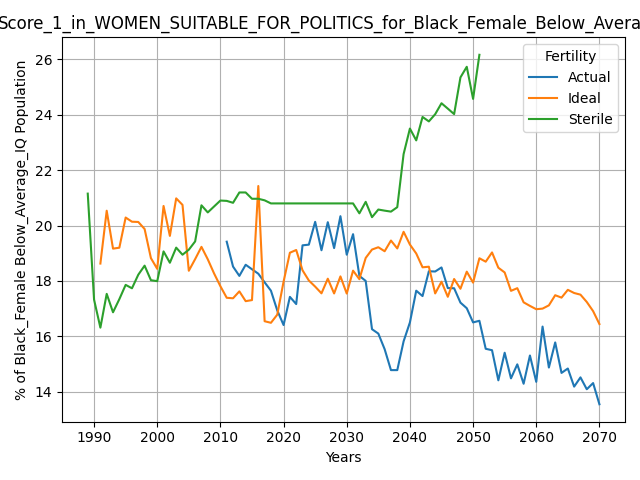 Score_1_in_WOMEN_SUITABLE_FOR_POLITICS_for_Black_Female_Below_Avera
% of Black_Female Below_Average_IQ Population
26
24
22
20
18
16
14
Fertility
Actual
Ideal
Sterile
1990 2000 2010 2020 2030 2040 2050 2060 2070
Years